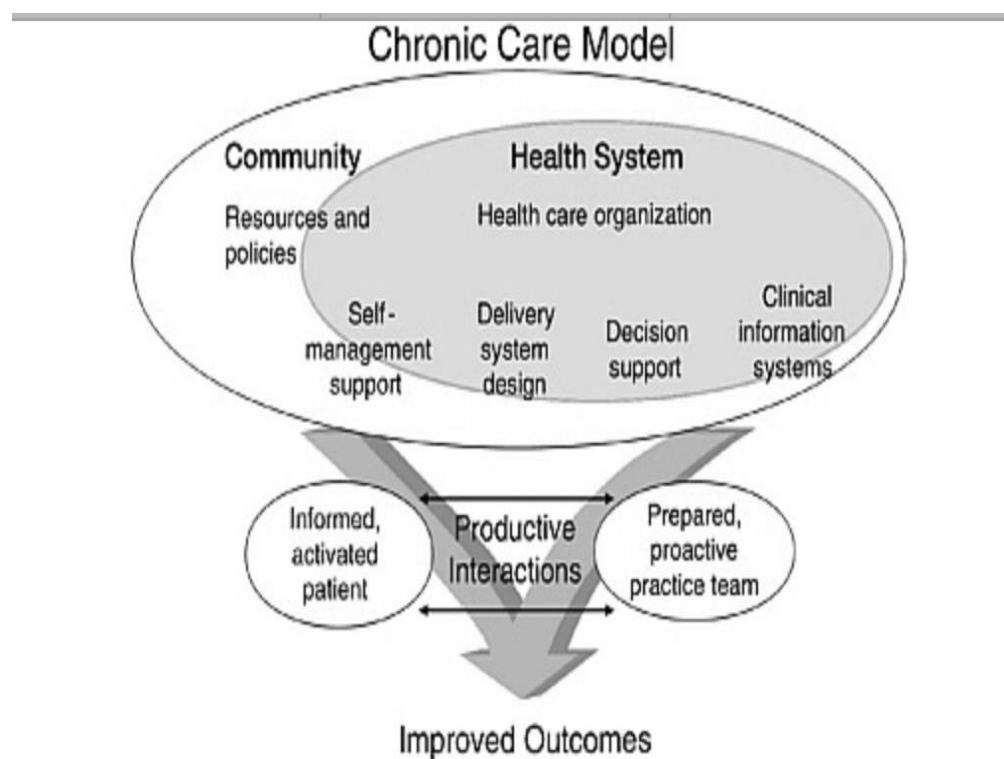 Chronic Care Model
Community
Resources and
policies
Health System
Health care organization
Self -
management
support
Delivery
system
design
Decision
support
Clinical
information
systems
Informed,
activated
patient
Productive
Interactions
Prepared,
proactive
practice team
Improved Outcomes